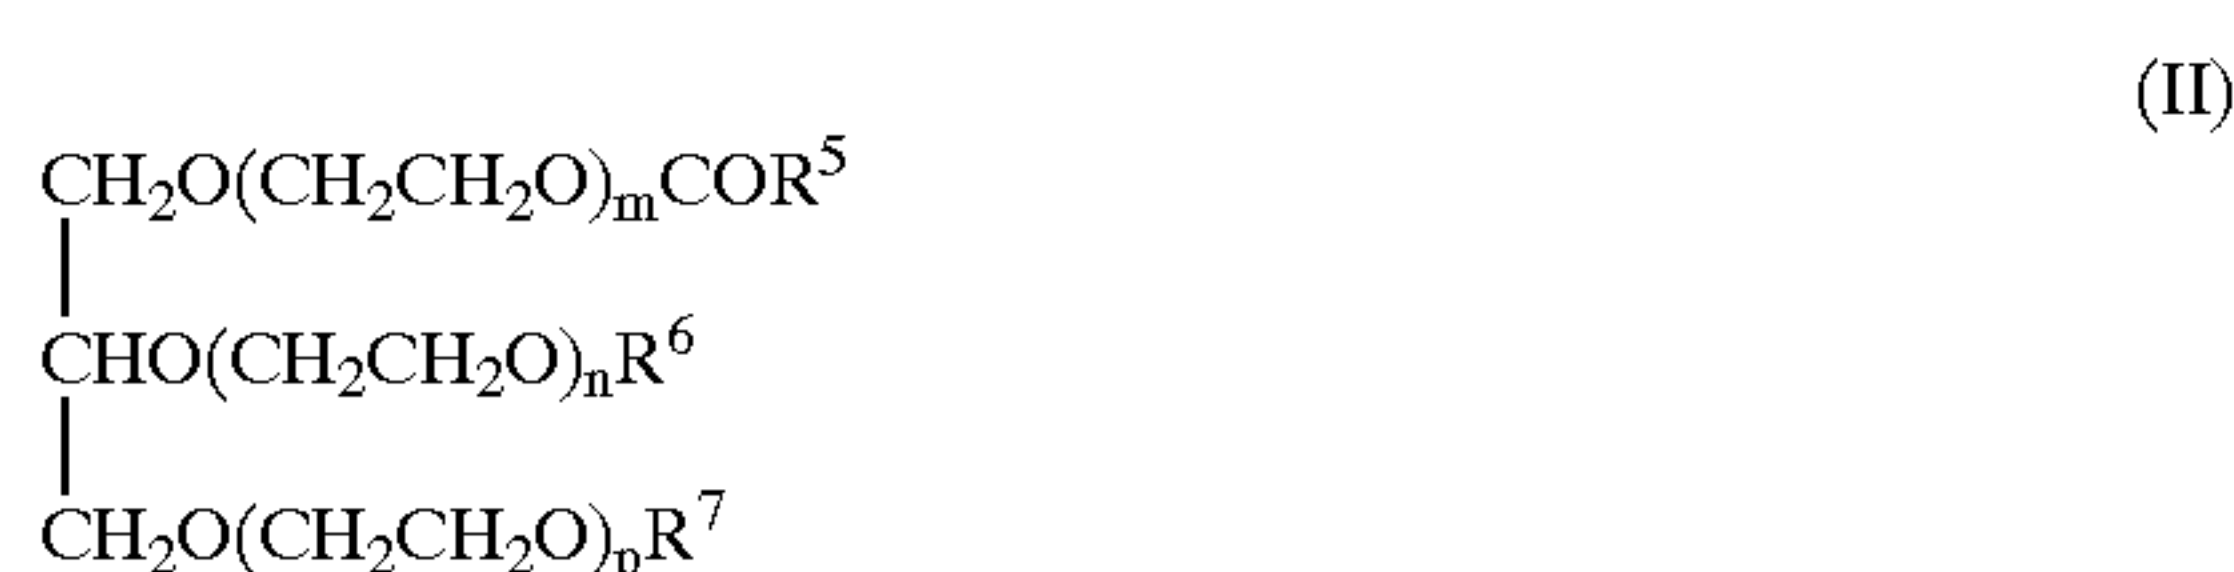 (II)
CH₂O(CH₂CH₂O)ₘCOR⁵
CHO(CH₂CH₂O)ₙR⁶
CH₂O(CH₂CH₂O)ₚR⁷